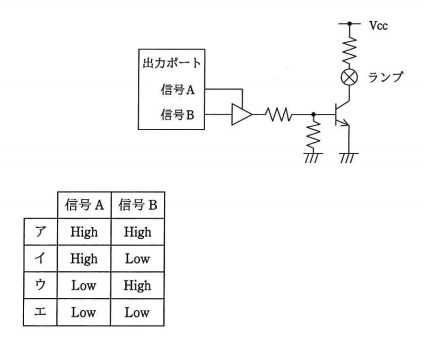 Vcc
出力ポート
ランプ
信号A
信号B
信号A 信号B
ア High High
イ High Low
ウ Low High
エ Low Low